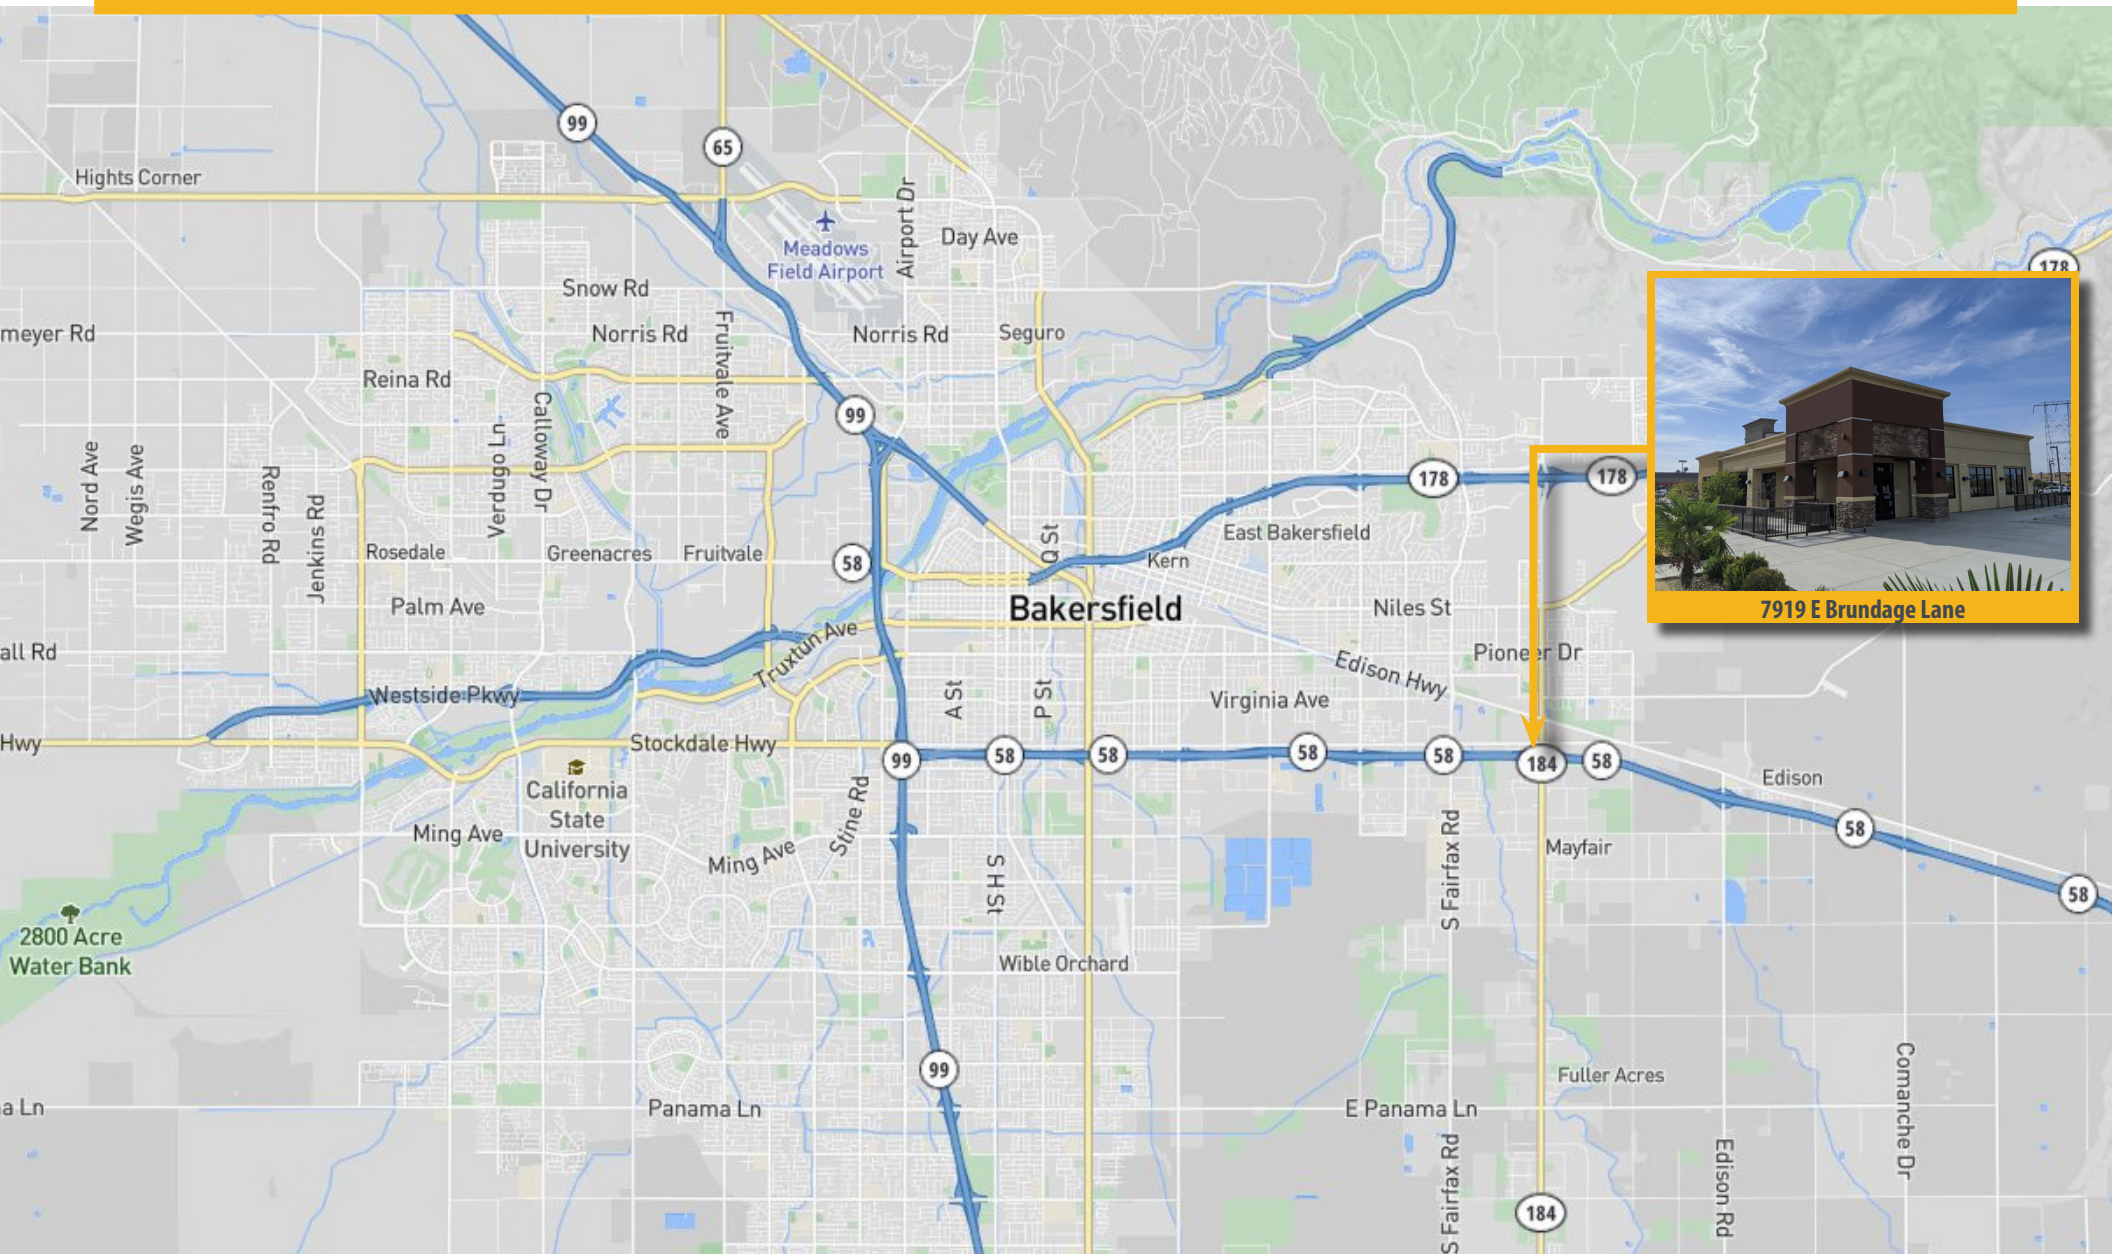 99
65
Hights Corner
Airport Dr
Day Ave
Meadows
Field Airport
178
Snow Rd
Fruitvale Ave
meyer Rd
Norris Rd
Norris Rd
Seguro
Reina Rd
Calloway Dr
99
Verdugo Ln
Nord Ave
Wegis Ave
Renfro Rd
Jenkins Rd
178
178
Q St
East Bakersfield
Rosedale
Greenacres
Fruitvale
58
Kern
Palm Ave
Bakersfield
Niles St
7919 E Brundage Lane
Truxtun Ave
all Rd
Edison Hwy
Pioneer Dr
Westside Pkwy
A St
P St
Virginia Ave
Hwy
Stockdale Hwy
99
58
58
58
58
184
58
Edison
California
State
University
Stine Rd
Ming Ave
Ming Ave
S H St
S Fairfax Rd
Mayfair
58
58
2800 Acre
Water Bank
Wible Orchard
99
Fuller Acres
Comanche Dr
a Ln
Panama Ln
E Panama Ln
S Fairfax Rd
Edison Rd
184